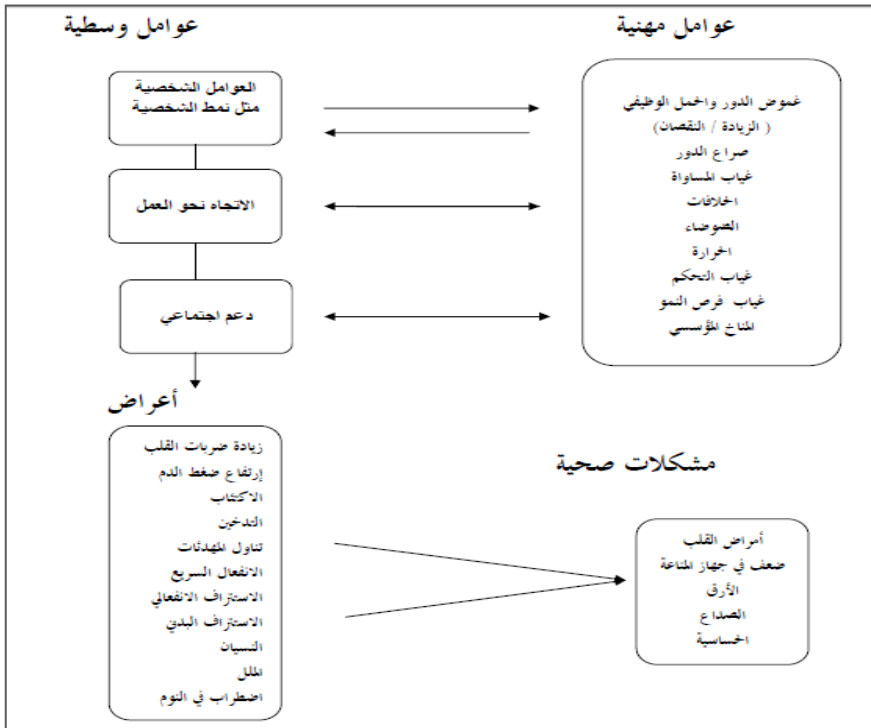 عوامل مهنية
غموض الدور والحمل الوظيفي
( الزيادة / النقصان)
صراع الدور
غياب المساواة
الخلافات
الضوضاء
الحرارة
غياب التحكم
غياب فرص النمو
المناخ المؤسسي
عوامل وسطية
العوامل الشخصية
مثل نمط الشخصية
الاتجاه نحو العمل
دعم اجتماعي
أعراض
زيادة ضربات القلب
إرتفاع ضغط الدم
الاكتئاب
التدخين
تناول المهدئات
الانفعال السريع
الاستنزاف الانفعالي
الاستنزاف البدني
النسيان
الملل
اضطراب في النوم
مشكلات صحية
أمراض القلب
ضعف في جهاز المناعة
الأرق
الصداع
الحساسية